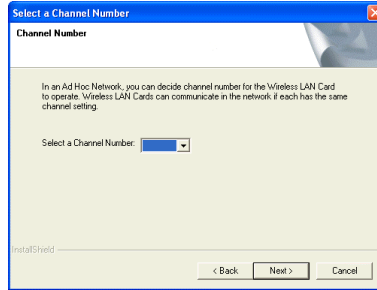 Select a Channel Number
Channel Number
In an Ad Hoc Network, you can decide channel number for the Wireless LAN Card
to operate. Wireless LAN Cards can communicate in the network if each has the same
channel setting.
Select a Channel Number:
InstallShield
< Back
Next >
Cancel